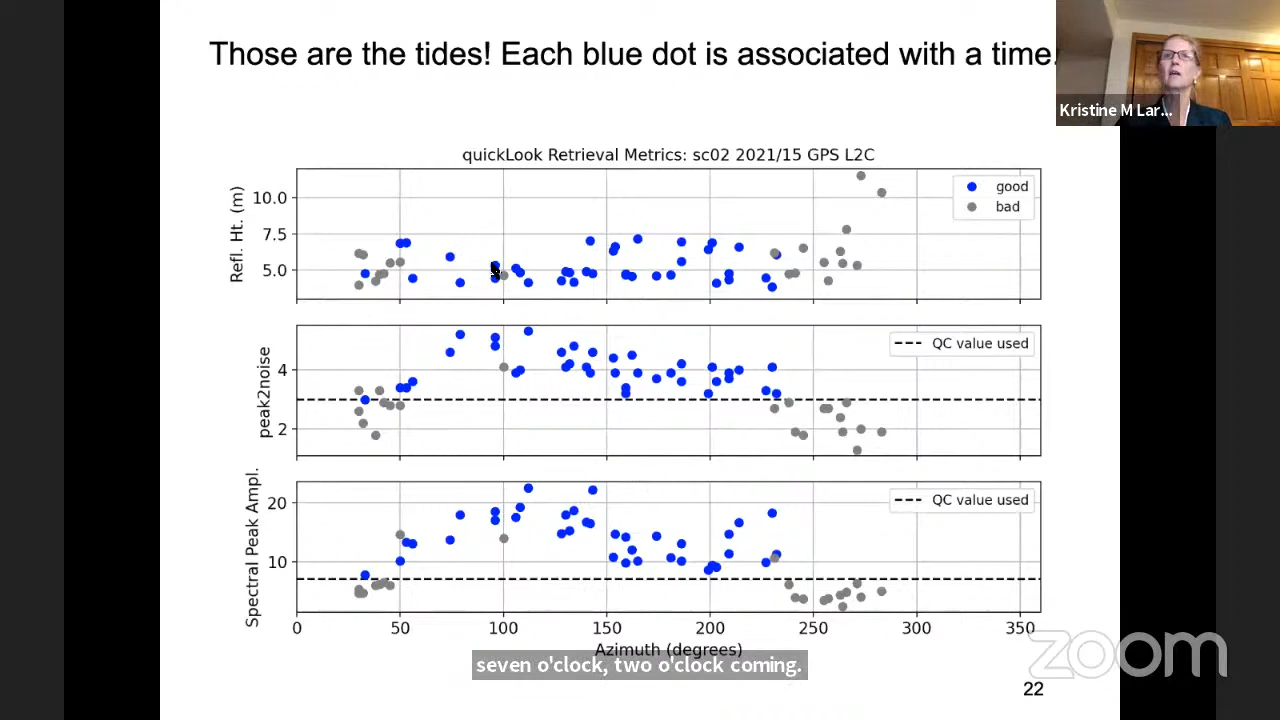 Those are the tides! Each blue dot is associated with a time.
Kristine M Lar...
quickLook Retrieval Metrics: sc02 2021/15 GPS L2C
Refl. Ht. (m)
10.0
7.5
5.0
good
bad
peak2noise
4
2
QC value used
Spectral Peak Ampl.
20
10
QC value used
0 50 100 150 200 250 300 350
Azimuth (degrees)
seven o'clock, two o'clock coming.
zoom
22